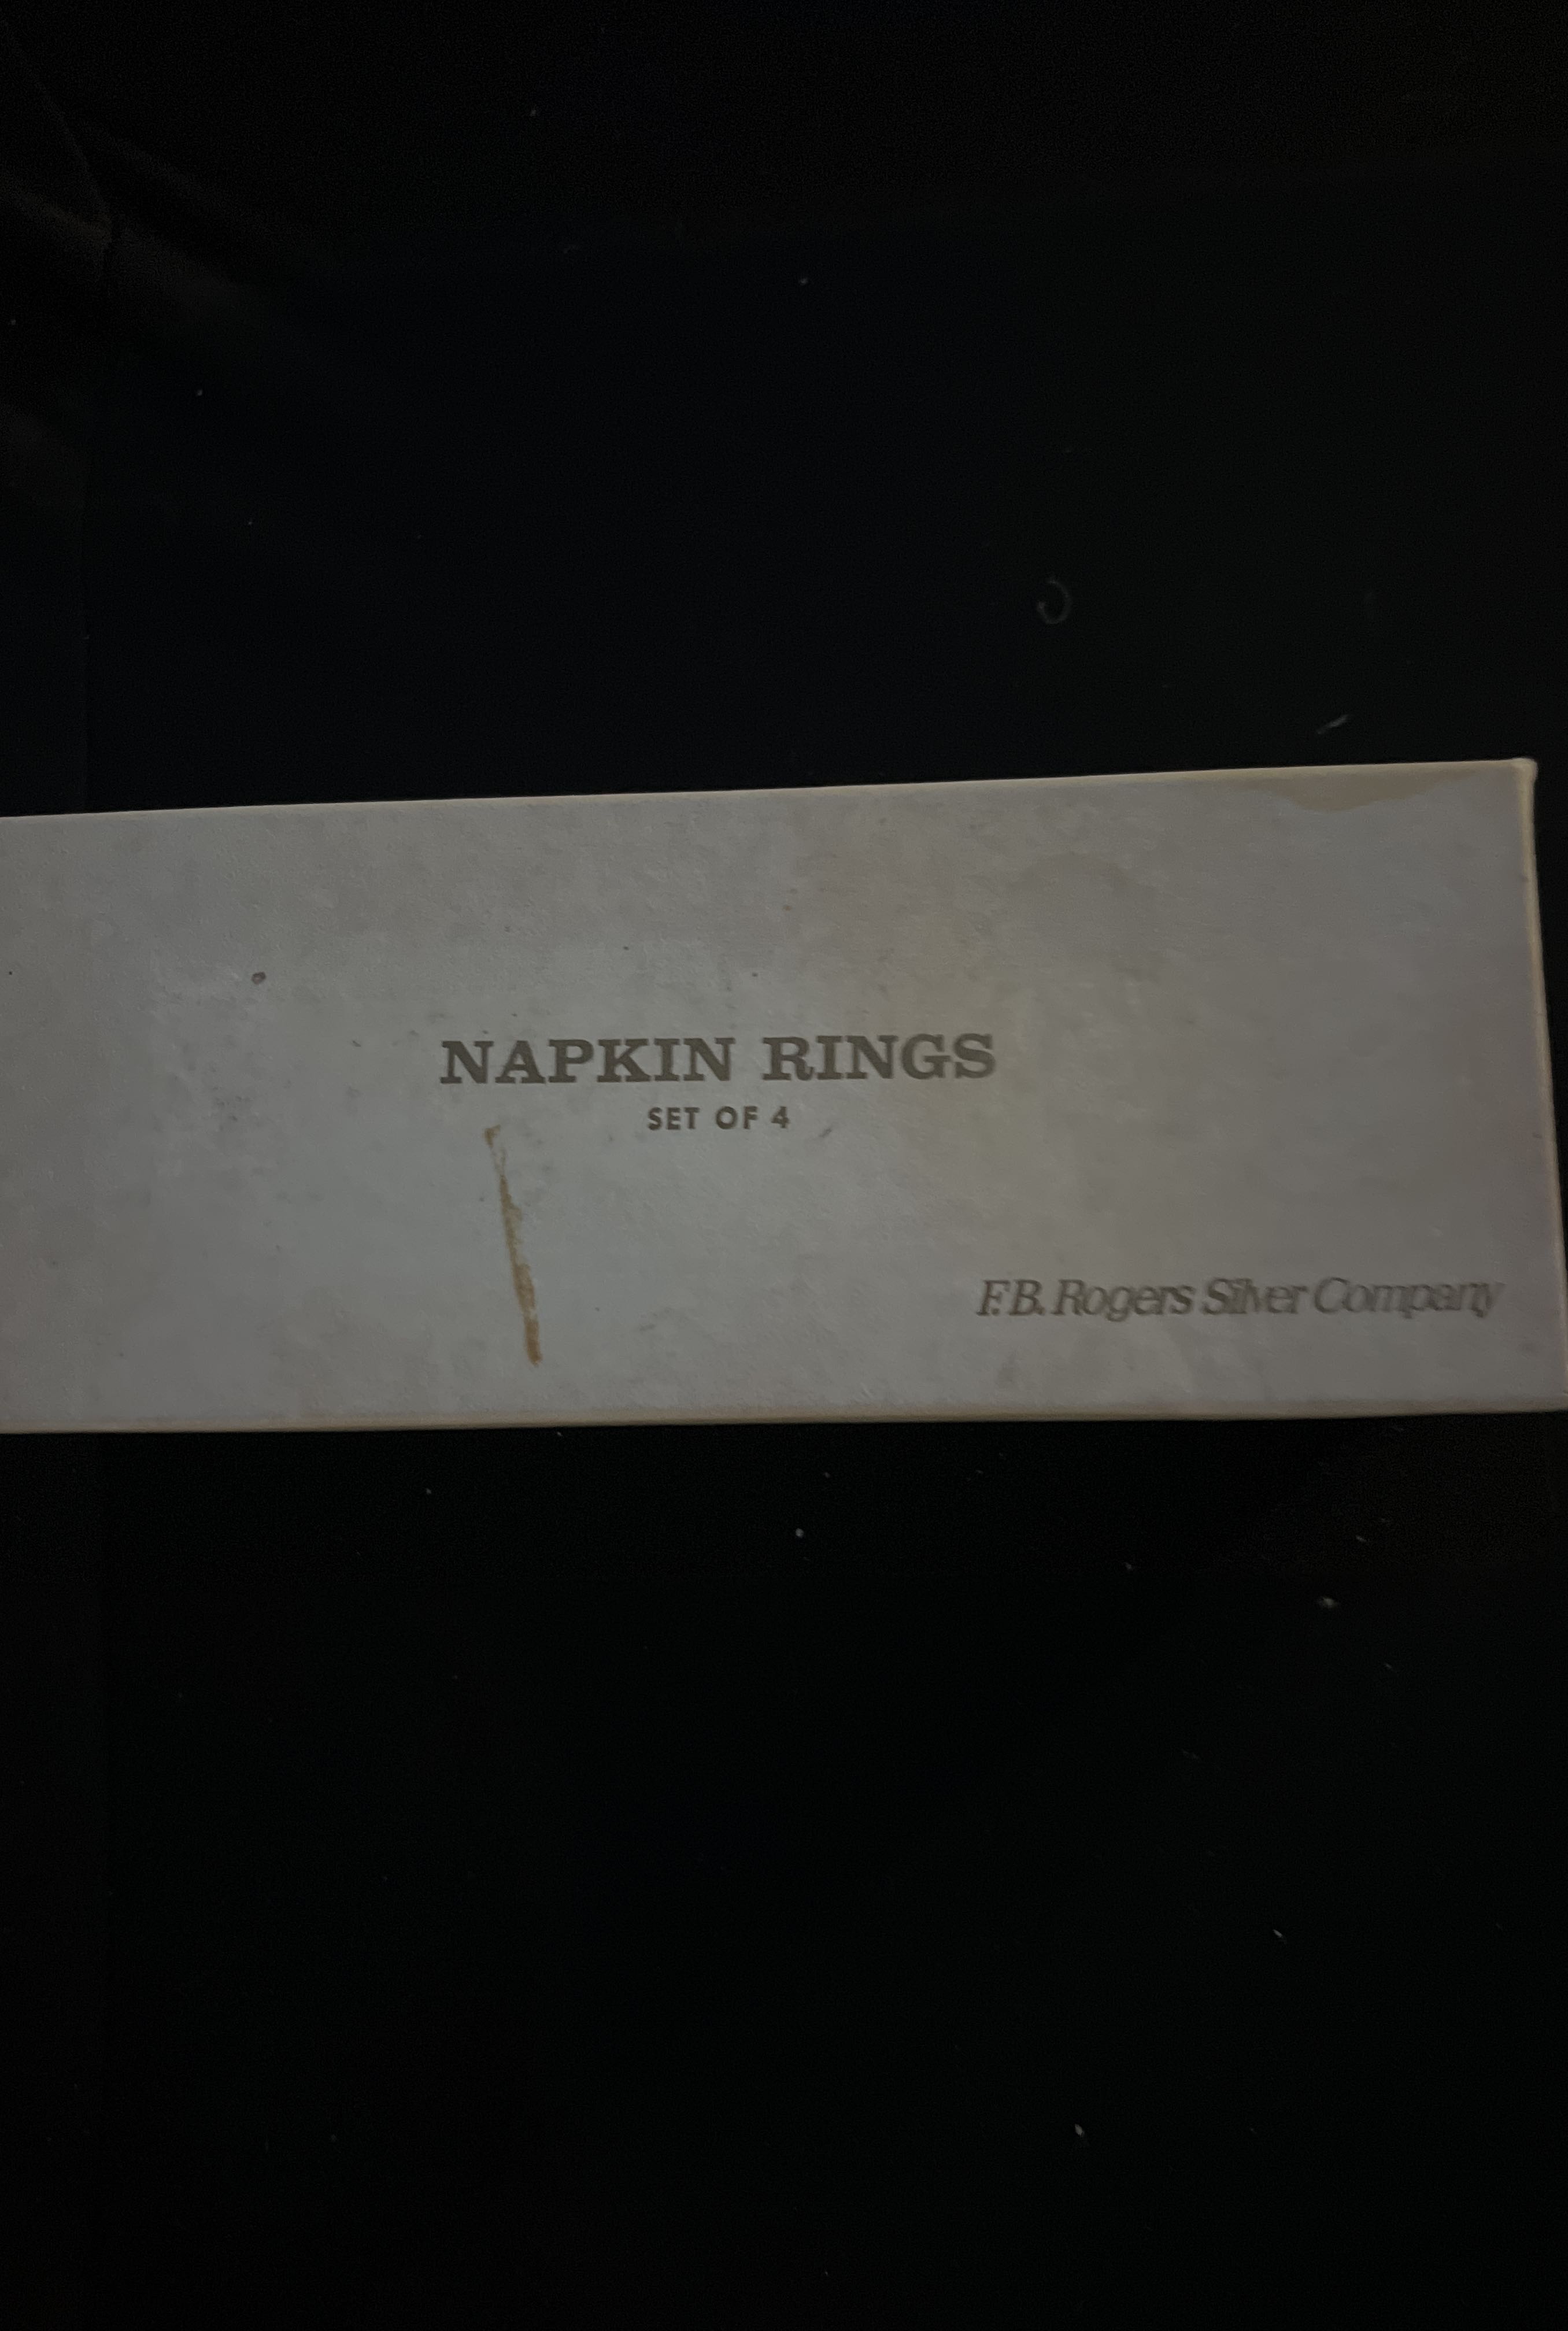 NAPKIN RINGS
SET OF 4
F.B. Rogers Silver Company